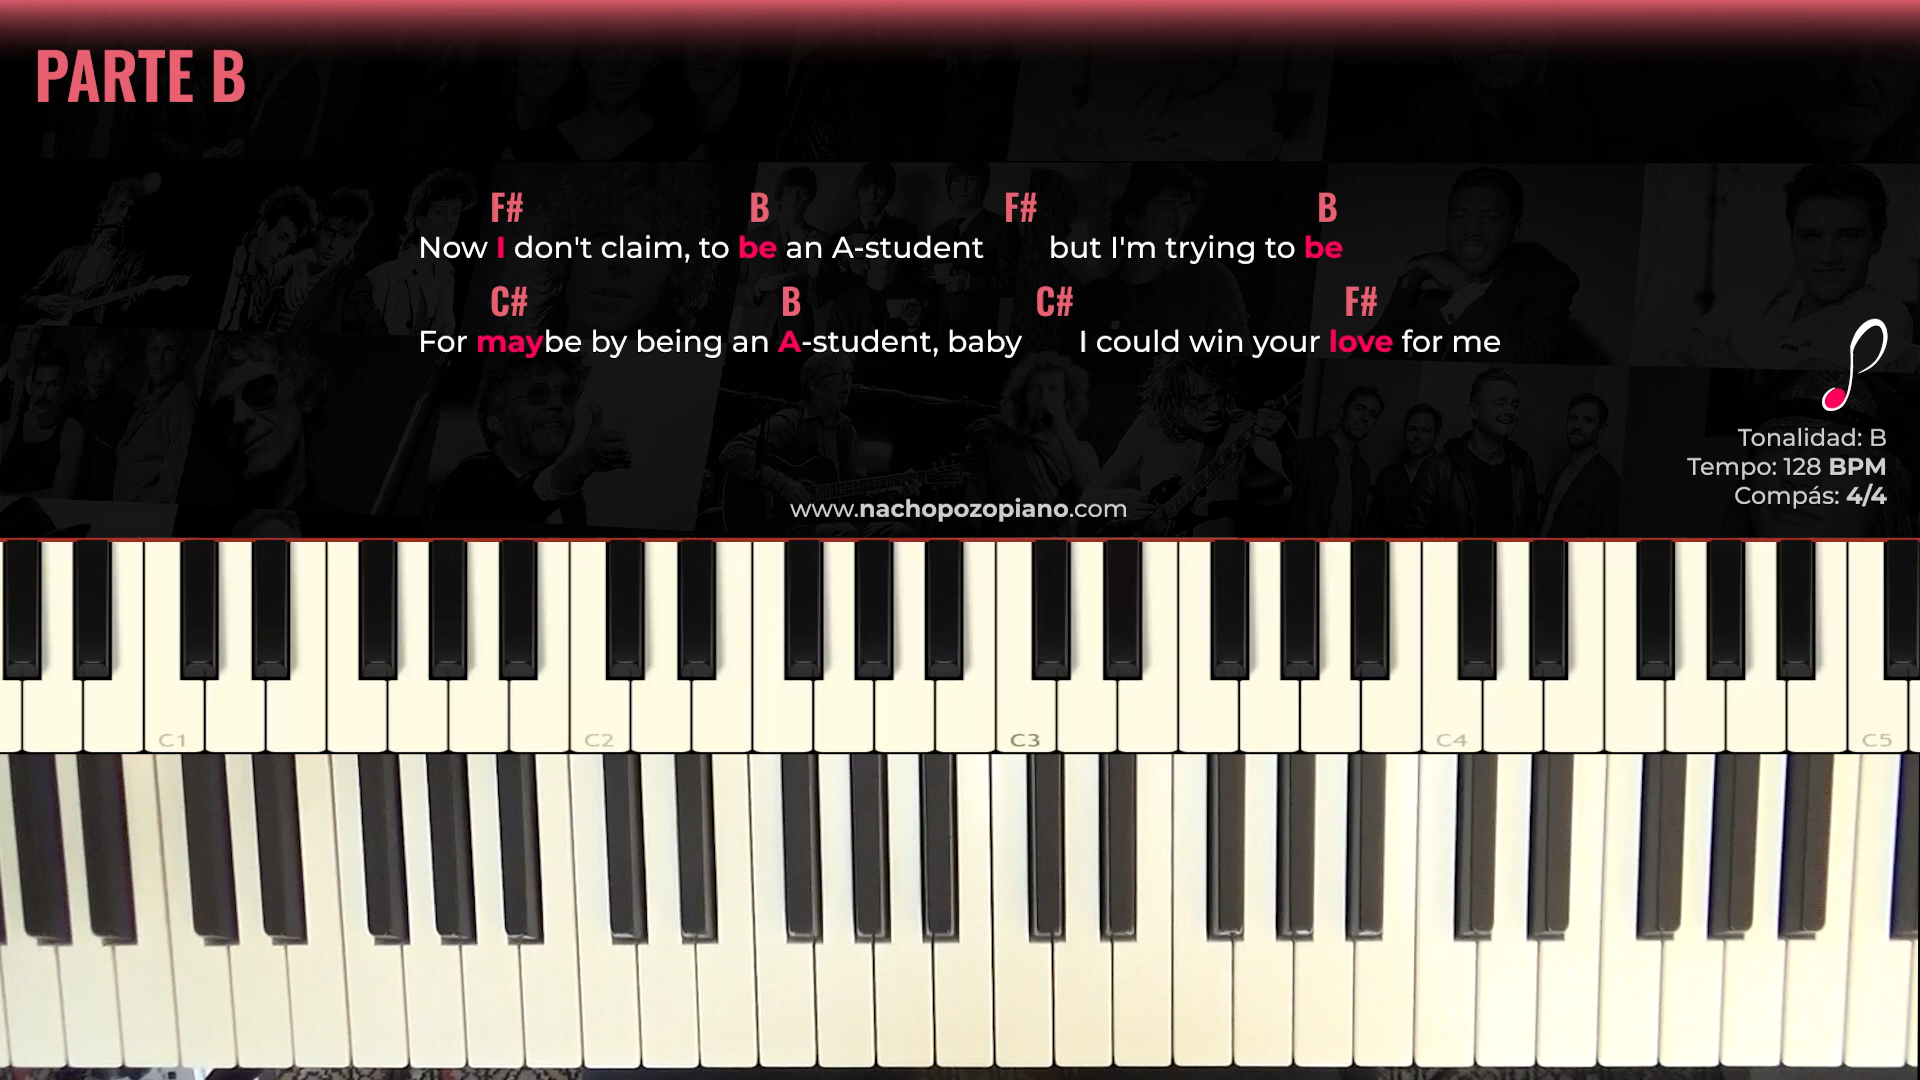 PARTE B
F# B F# B
Now I don't claim, to be an A-student but I'm trying to be
C# B C# F#
For maybe by being an A-student, baby I could win your love for me
Tonalidad: B
Tempo: 128 BPM
Compás: 4/4
www.nachopozopiano.com
C1 C2 C3 C4 C5